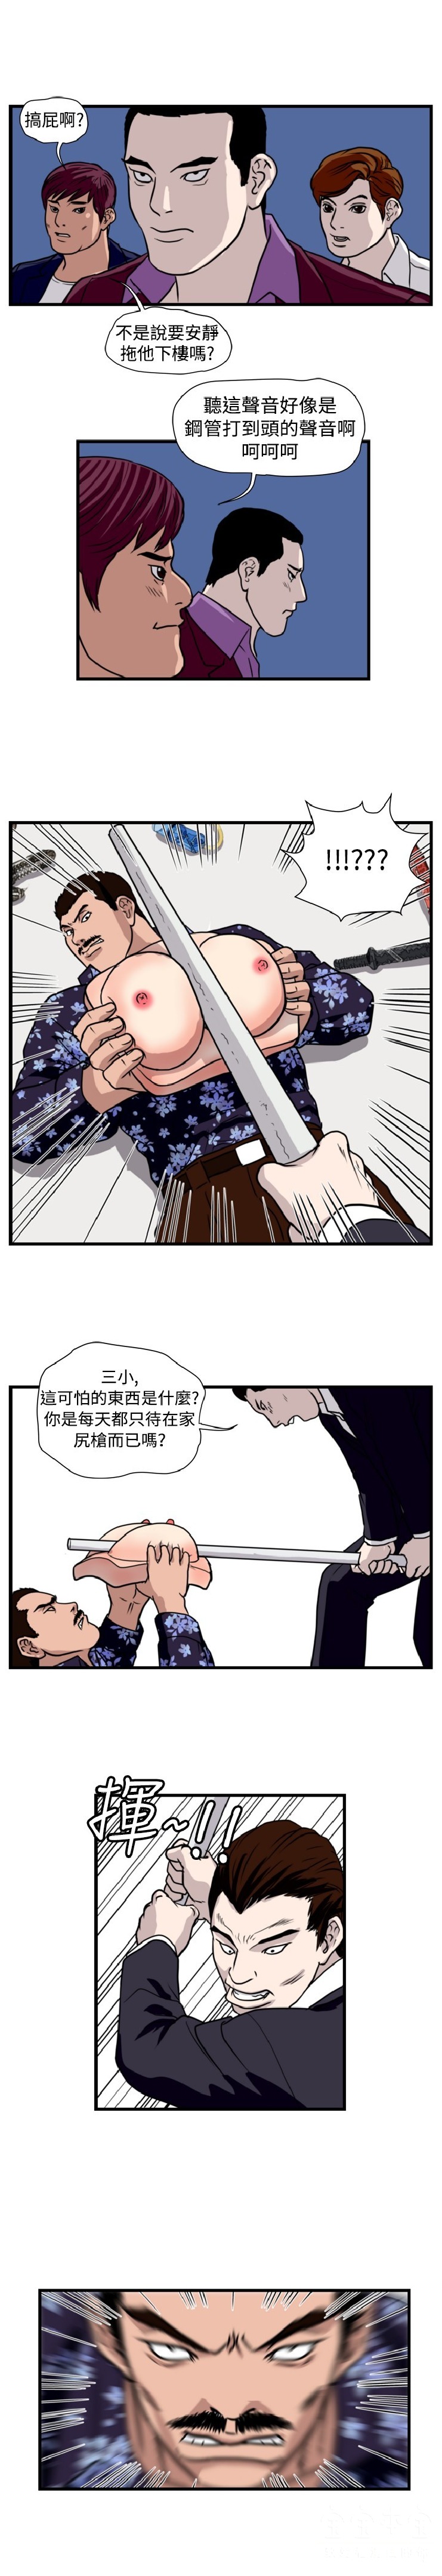 搞屁啊?
不是說要安靜
拖他下樓嗎?
聽這聲音好像是
鋼管打到頭的聲音啊
呵呵呵
!!!???
三小,
這可怕的東西是什麼?
你是每天都只待在家
尻槍而已嗎?
揮~!!